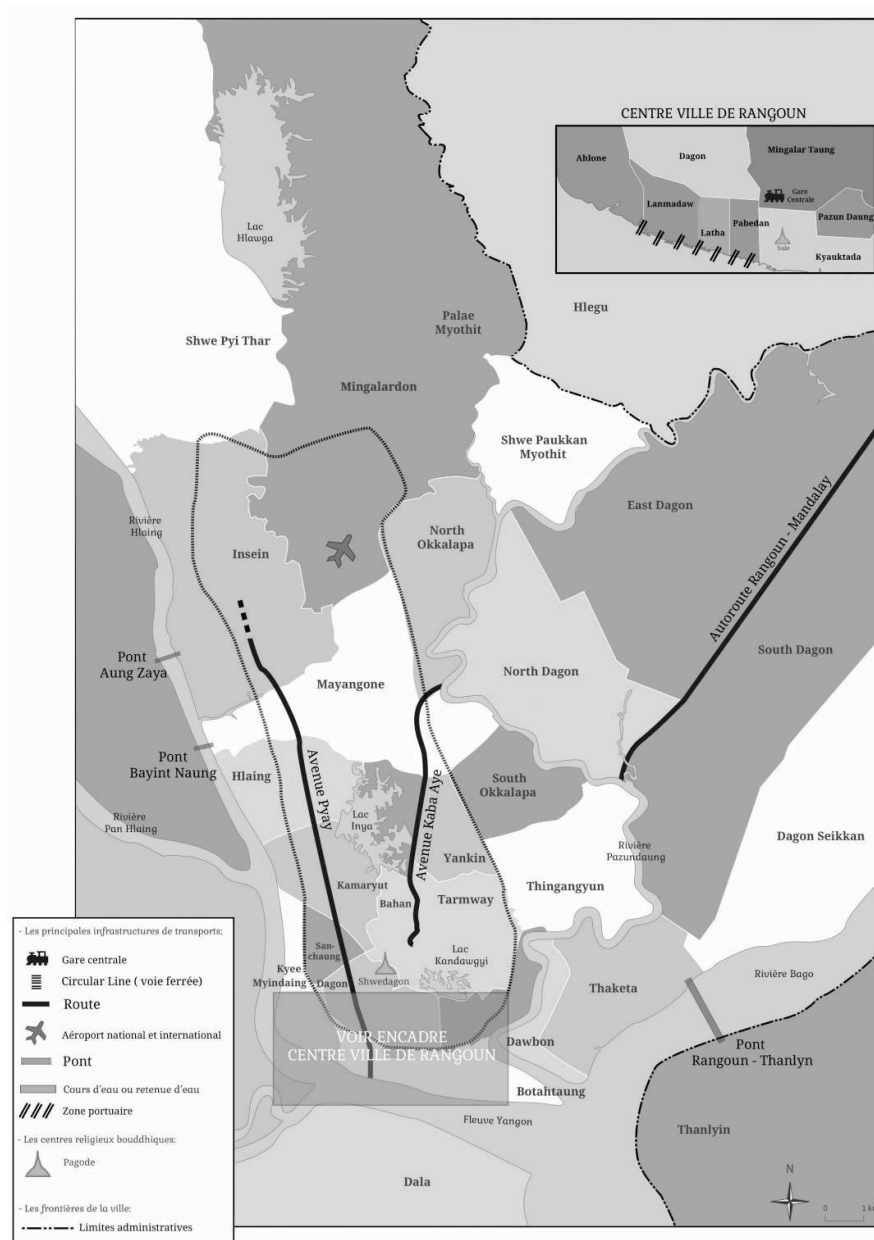 CENTRE VILLE DE RANGOUN
Ahlone
Dagon
Mingalar Taung
Gare
Centrale
Lanmadaw
Latha
Pabedan
Pazun Daung
Sule
Kyauktada
Lac
Hlawga
Hlegu
Palae
Myothit
Shwe Pyi Thar
Mingalardon
Shwe Paukkan
Myothit
East Dagon
Rivière
Hlaing
Insein
North
Okkalapa
Autoroute Rangoun - Mandalay
Pont
Aung Zaya
Mayangone
North Dagon
South Dagon
Pont
Bayint Naung
Hlaing
Avenue Pyay
Avenue Kaba Aye
South
Okkalapa
Rivière
Pan Hlaing
Lac
Inya
Yankin
Rivière
Pazundaung
Dagon Seikkan
Kamaryut
Bahan
Tarmway
Thingangyun
San-
chaung
Kyee
Myindaing
Dagon
Shwedagon
Lac
Kandawgyi
Thaketa
Rivière Bago
VOIR ENCADRE
CENTRE VILLE DE RANGOUN
Dawbon
Pont
Rangoun - Thanlyn
Botahtaung
Fleuve Yangon
Thanlyin
Dala
N
0
- Les principales infrastructures de transports:
Gare centrale
Circular Line ( voie ferrée)
Route
Aéroport national et international
Pont
Cours d'eau ou retenue d'eau
Zone portuaire
- Les centres religieux bouddhiques:
Pagode
- Les frontières de la ville:
Limites administratives